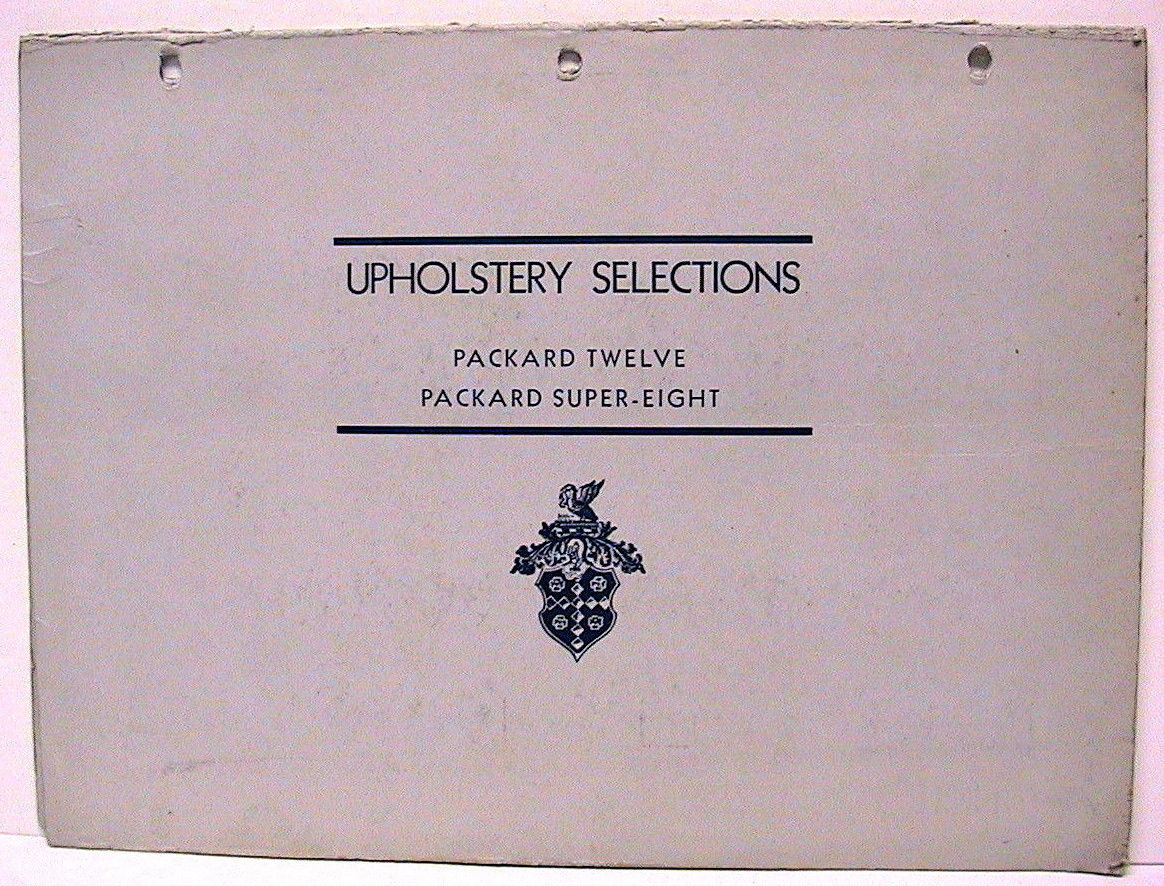 UPHOLSTERY SELECTIONS
PACKARD TWELVE
PACKARD SUPER-EIGHT